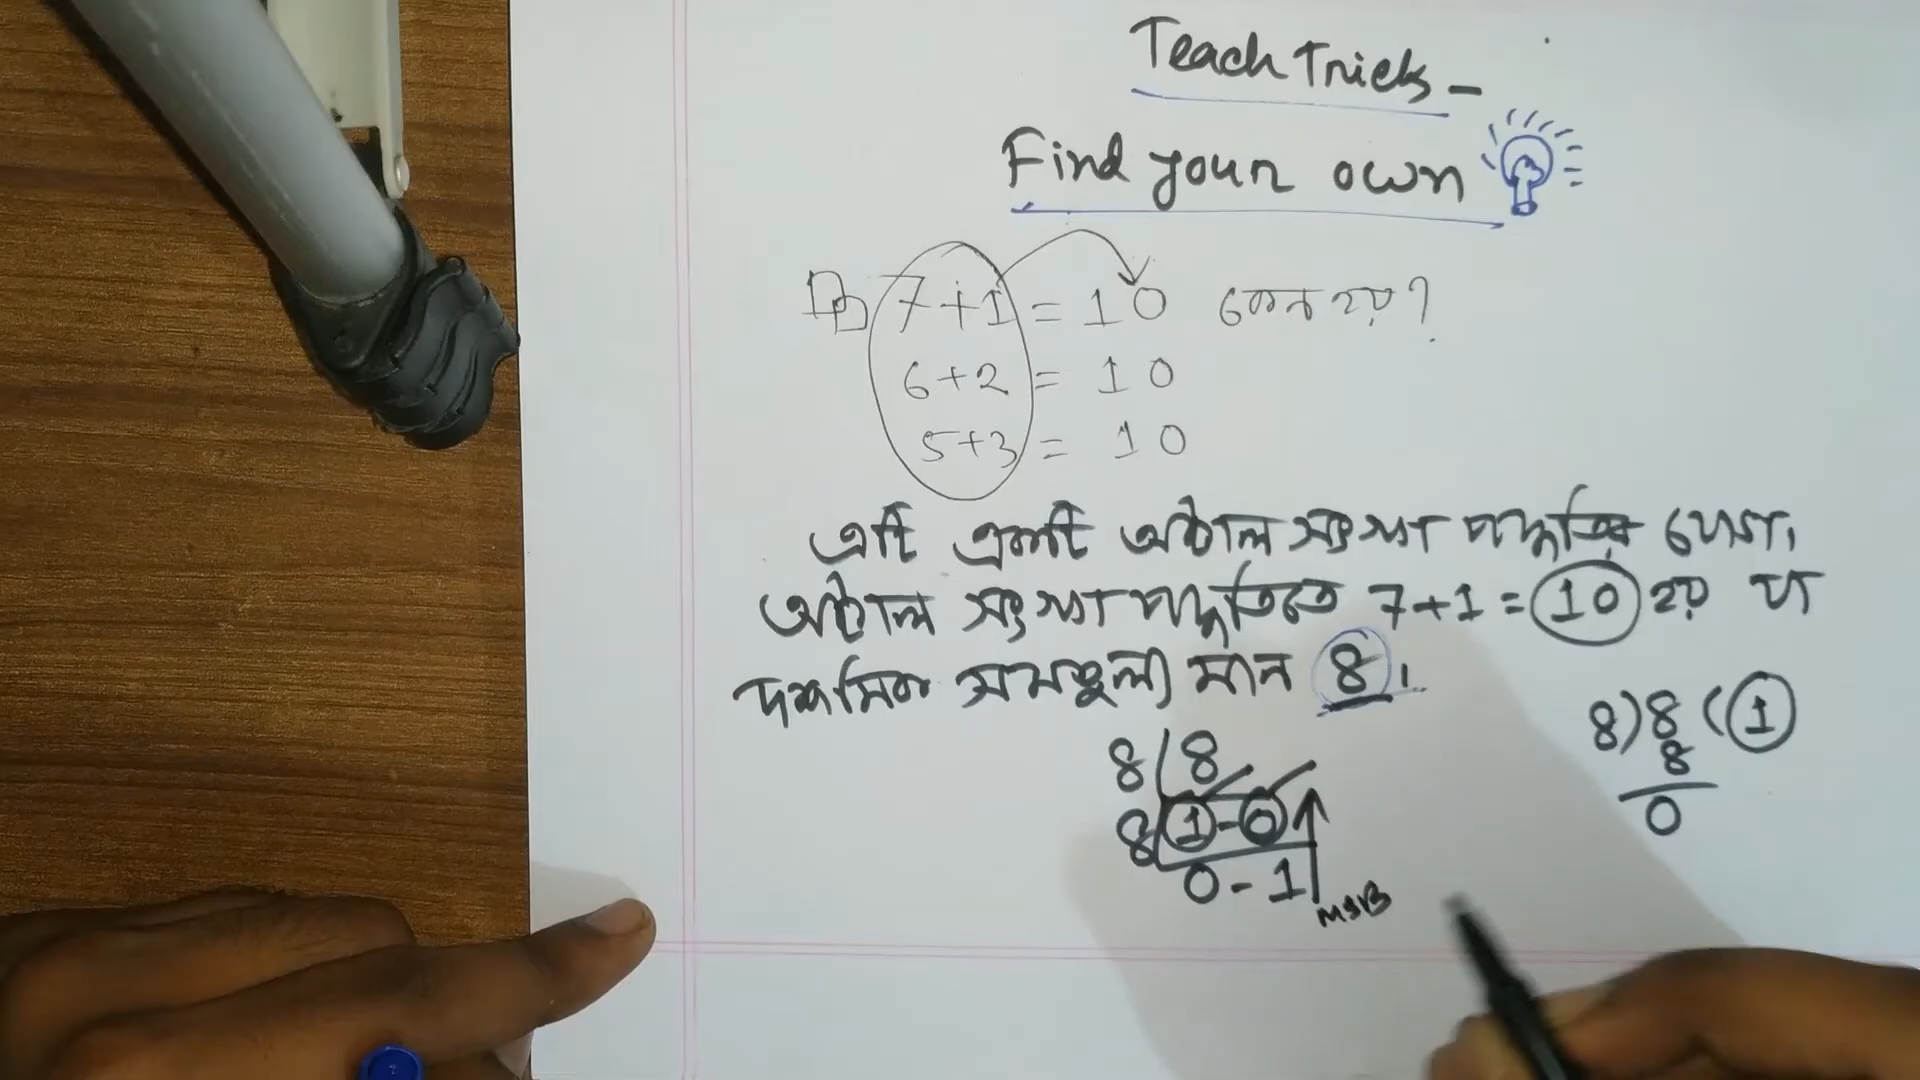 Teach Tricks -
Find your own
7+1 = 10 কেন হয়?
6+2 = 10
5+3 = 10
এটি একটি অক্টাল সংখ্যা পদ্ধতির যোগ।
অক্টাল সংখ্যা পদ্ধতিতে 7+1 = 10 হয় যা
দশমিক সমতুল্য মান 8।
8 8
8 1 - 0
0 - 1
MSB
8)8(1
8
0